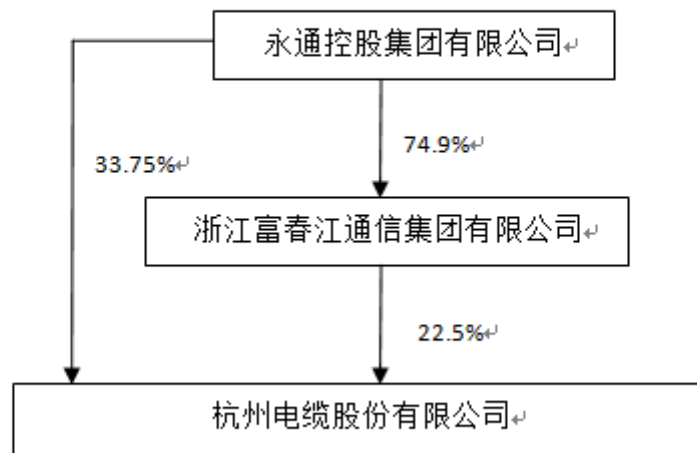 永通控股集团有限公司
74.9%
33.75%
浙江富春江通信集团有限公司
22.5%
杭州电缆股份有限公司